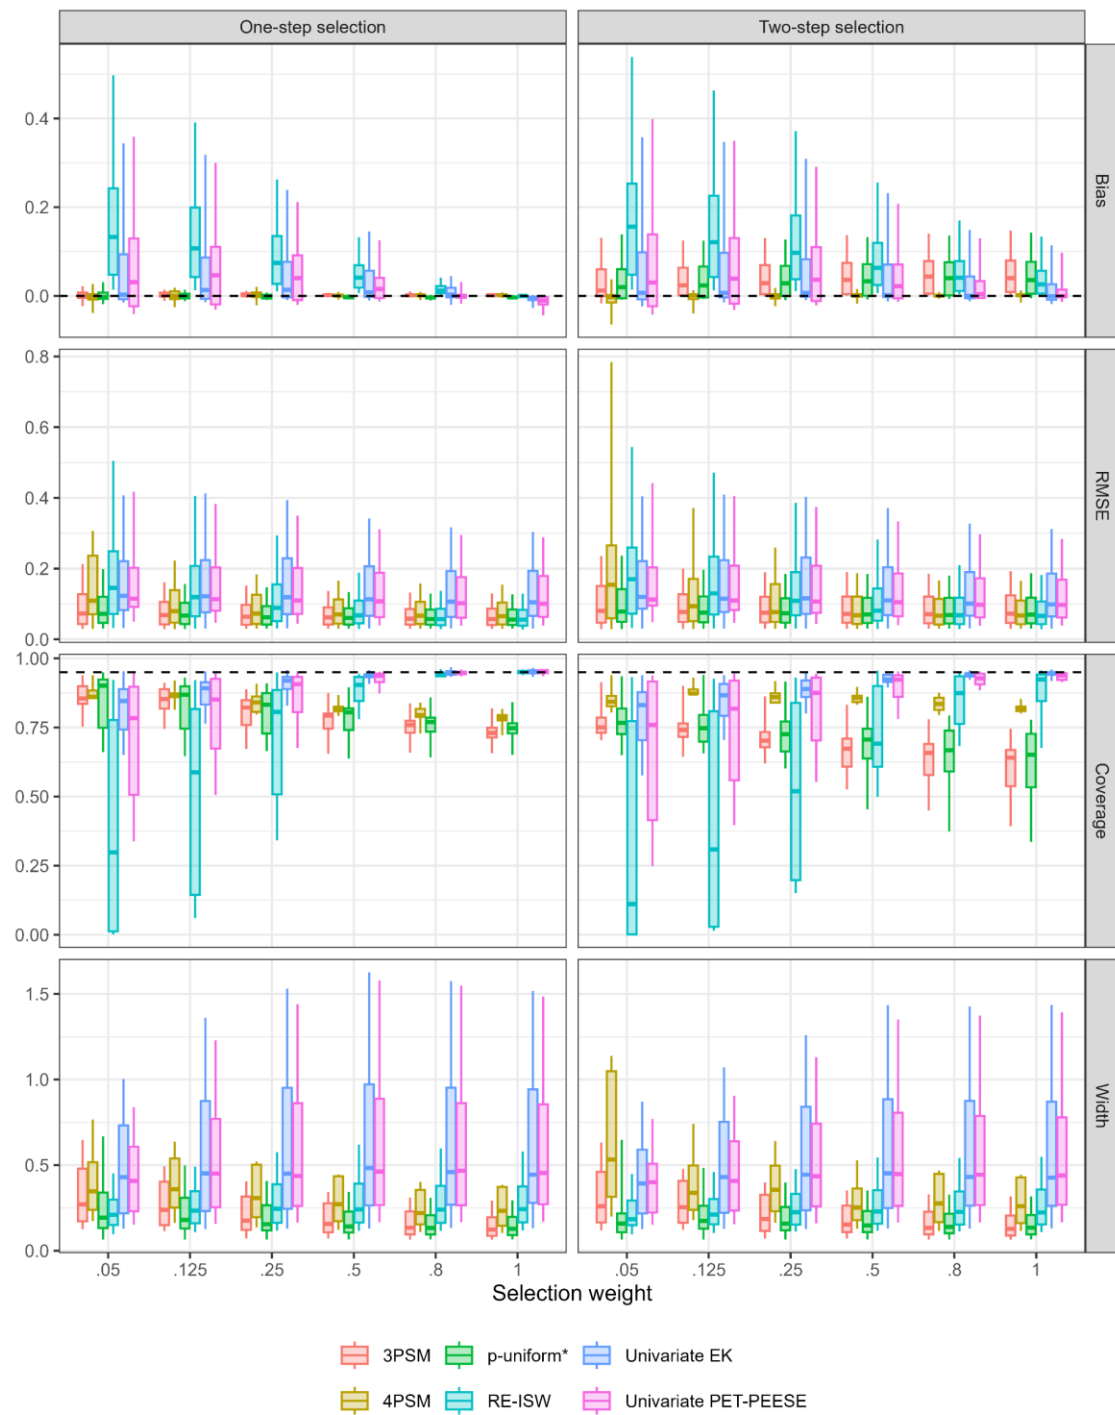 One-step selection
Two-step selection
0.4
0.2
0.0
Bias
0.8
0.6
0.4
0.2
0.0
RMSE
1.00
0.75
0.50
0.25
0.00
Coverage
1.5
1.0
0.5
0.0
Width
.05 .125 .25 .5 .8 1
.05 .125 .25 .5 .8 1
Selection weight
3PSM p-uniform* Univariate EK
4PSM RE-ISW Univariate PET-PEESE